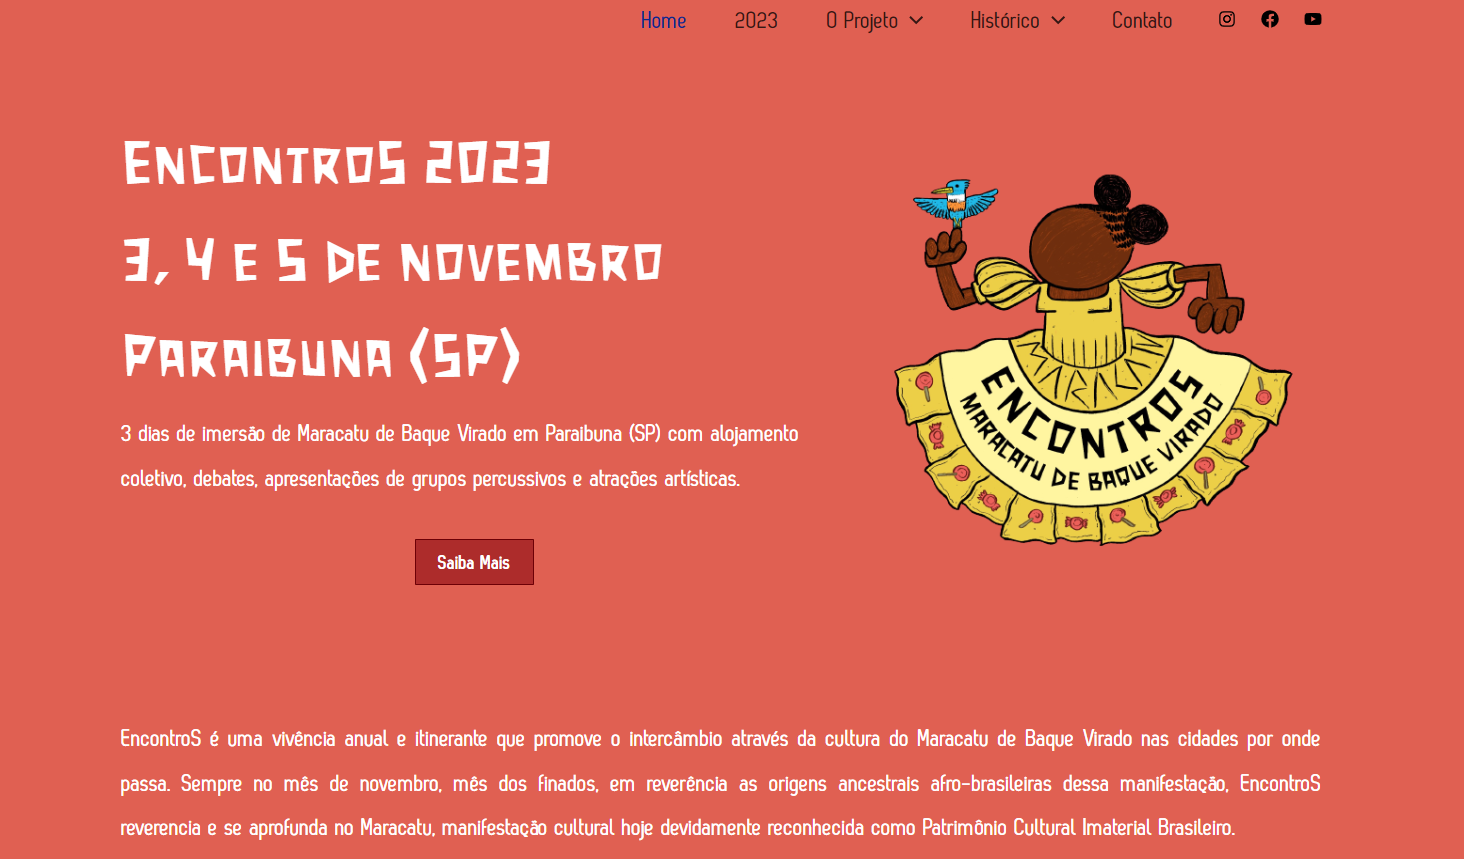 Home 2023 O Projeto Histórico Contato
EncontroS 2023
3, 4 e 5 de novembro
Paraibuna (SP)
3 dias de imersão de Maracatu de Baque Virado em Paraibuna (SP) com alojamento
coletivo, debates, apresentações de grupos percussivos e atrações artísticas.
Saiba Mais
ENCONTROS
MARACATU DE BAQUE VIRADO
EncontroS é uma vivência anual e itinerante que promove o intercâmbio através da cultura do Maracatu de Baque Virado nas cidades por onde
passa. Sempre no mês de novembro, mês dos finados, em reverência as origens ancestrais afro-brasileiras dessa manifestação, EncontroS
reverencia e se aprofunda no Maracatu, manifestação cultural hoje devidamente reconhecida como Patrimônio Cultural Imaterial Brasileiro.